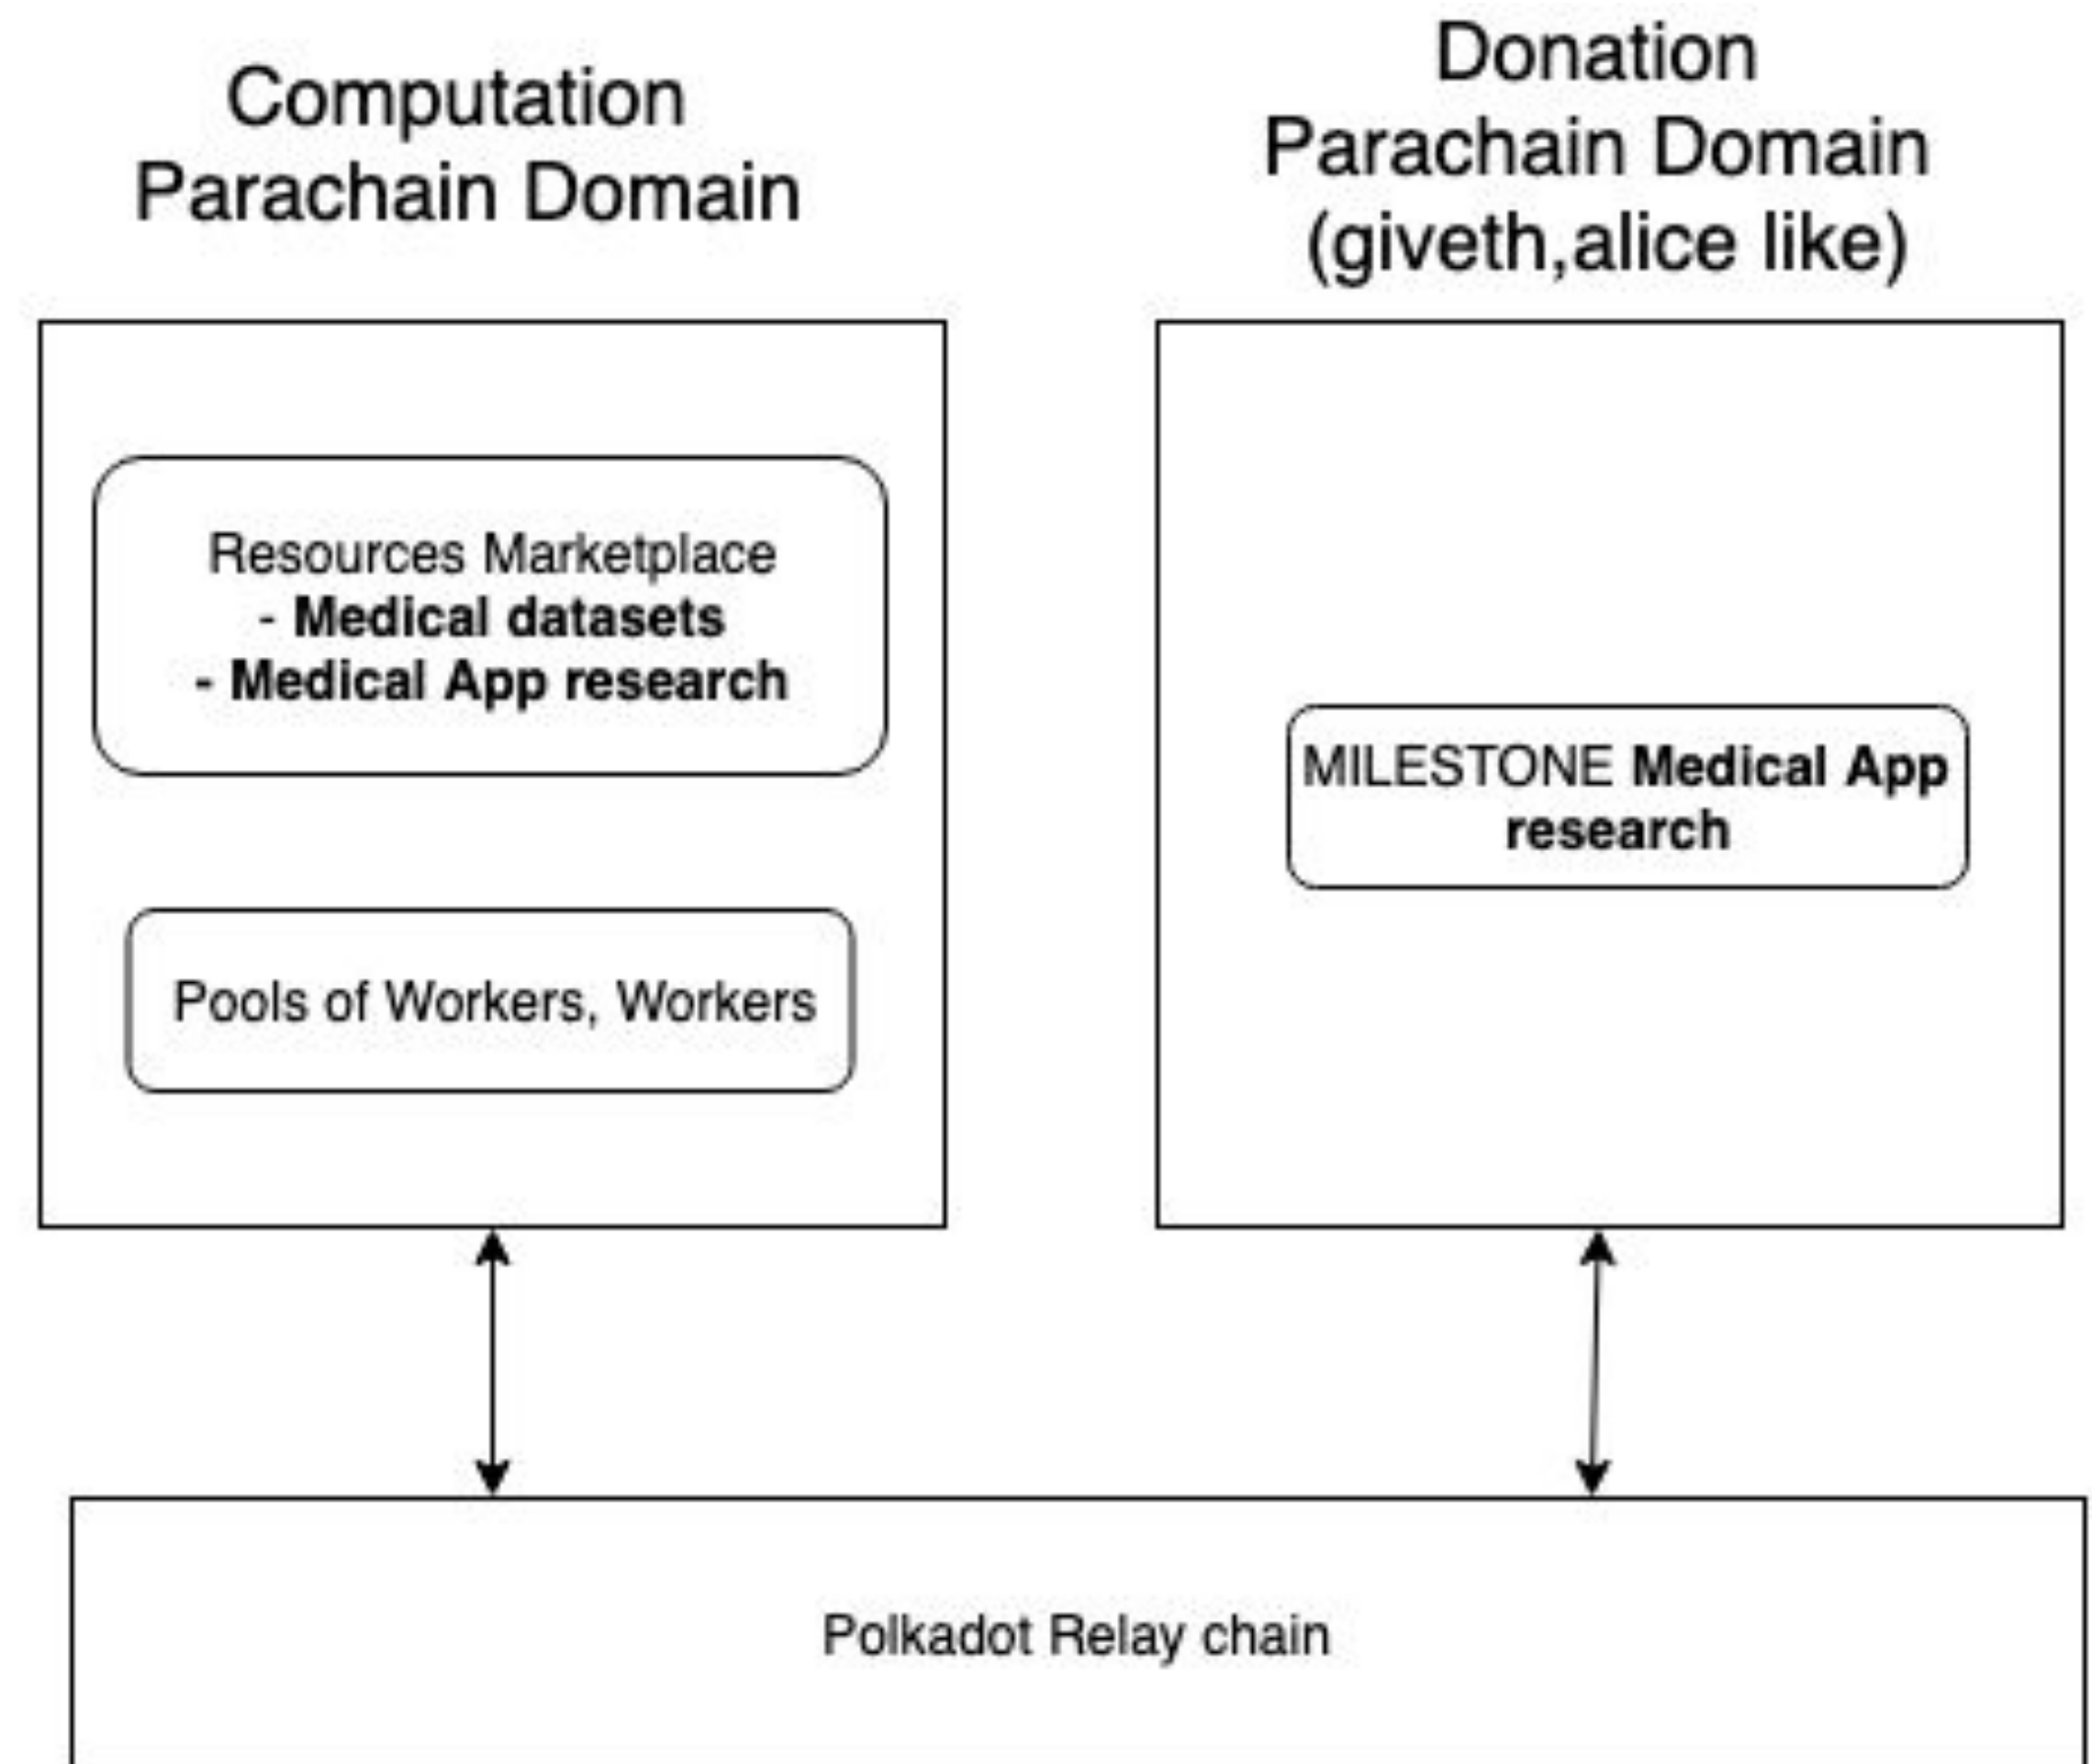 Computation
Parachain Domain
Donation
Parachain Domain
(giveth,alice like)
Resources Marketplace
- Medical datasets
- Medical App research
Pools of Workers, Workers
MILESTONE Medical App
research
Polkadot Relay chain